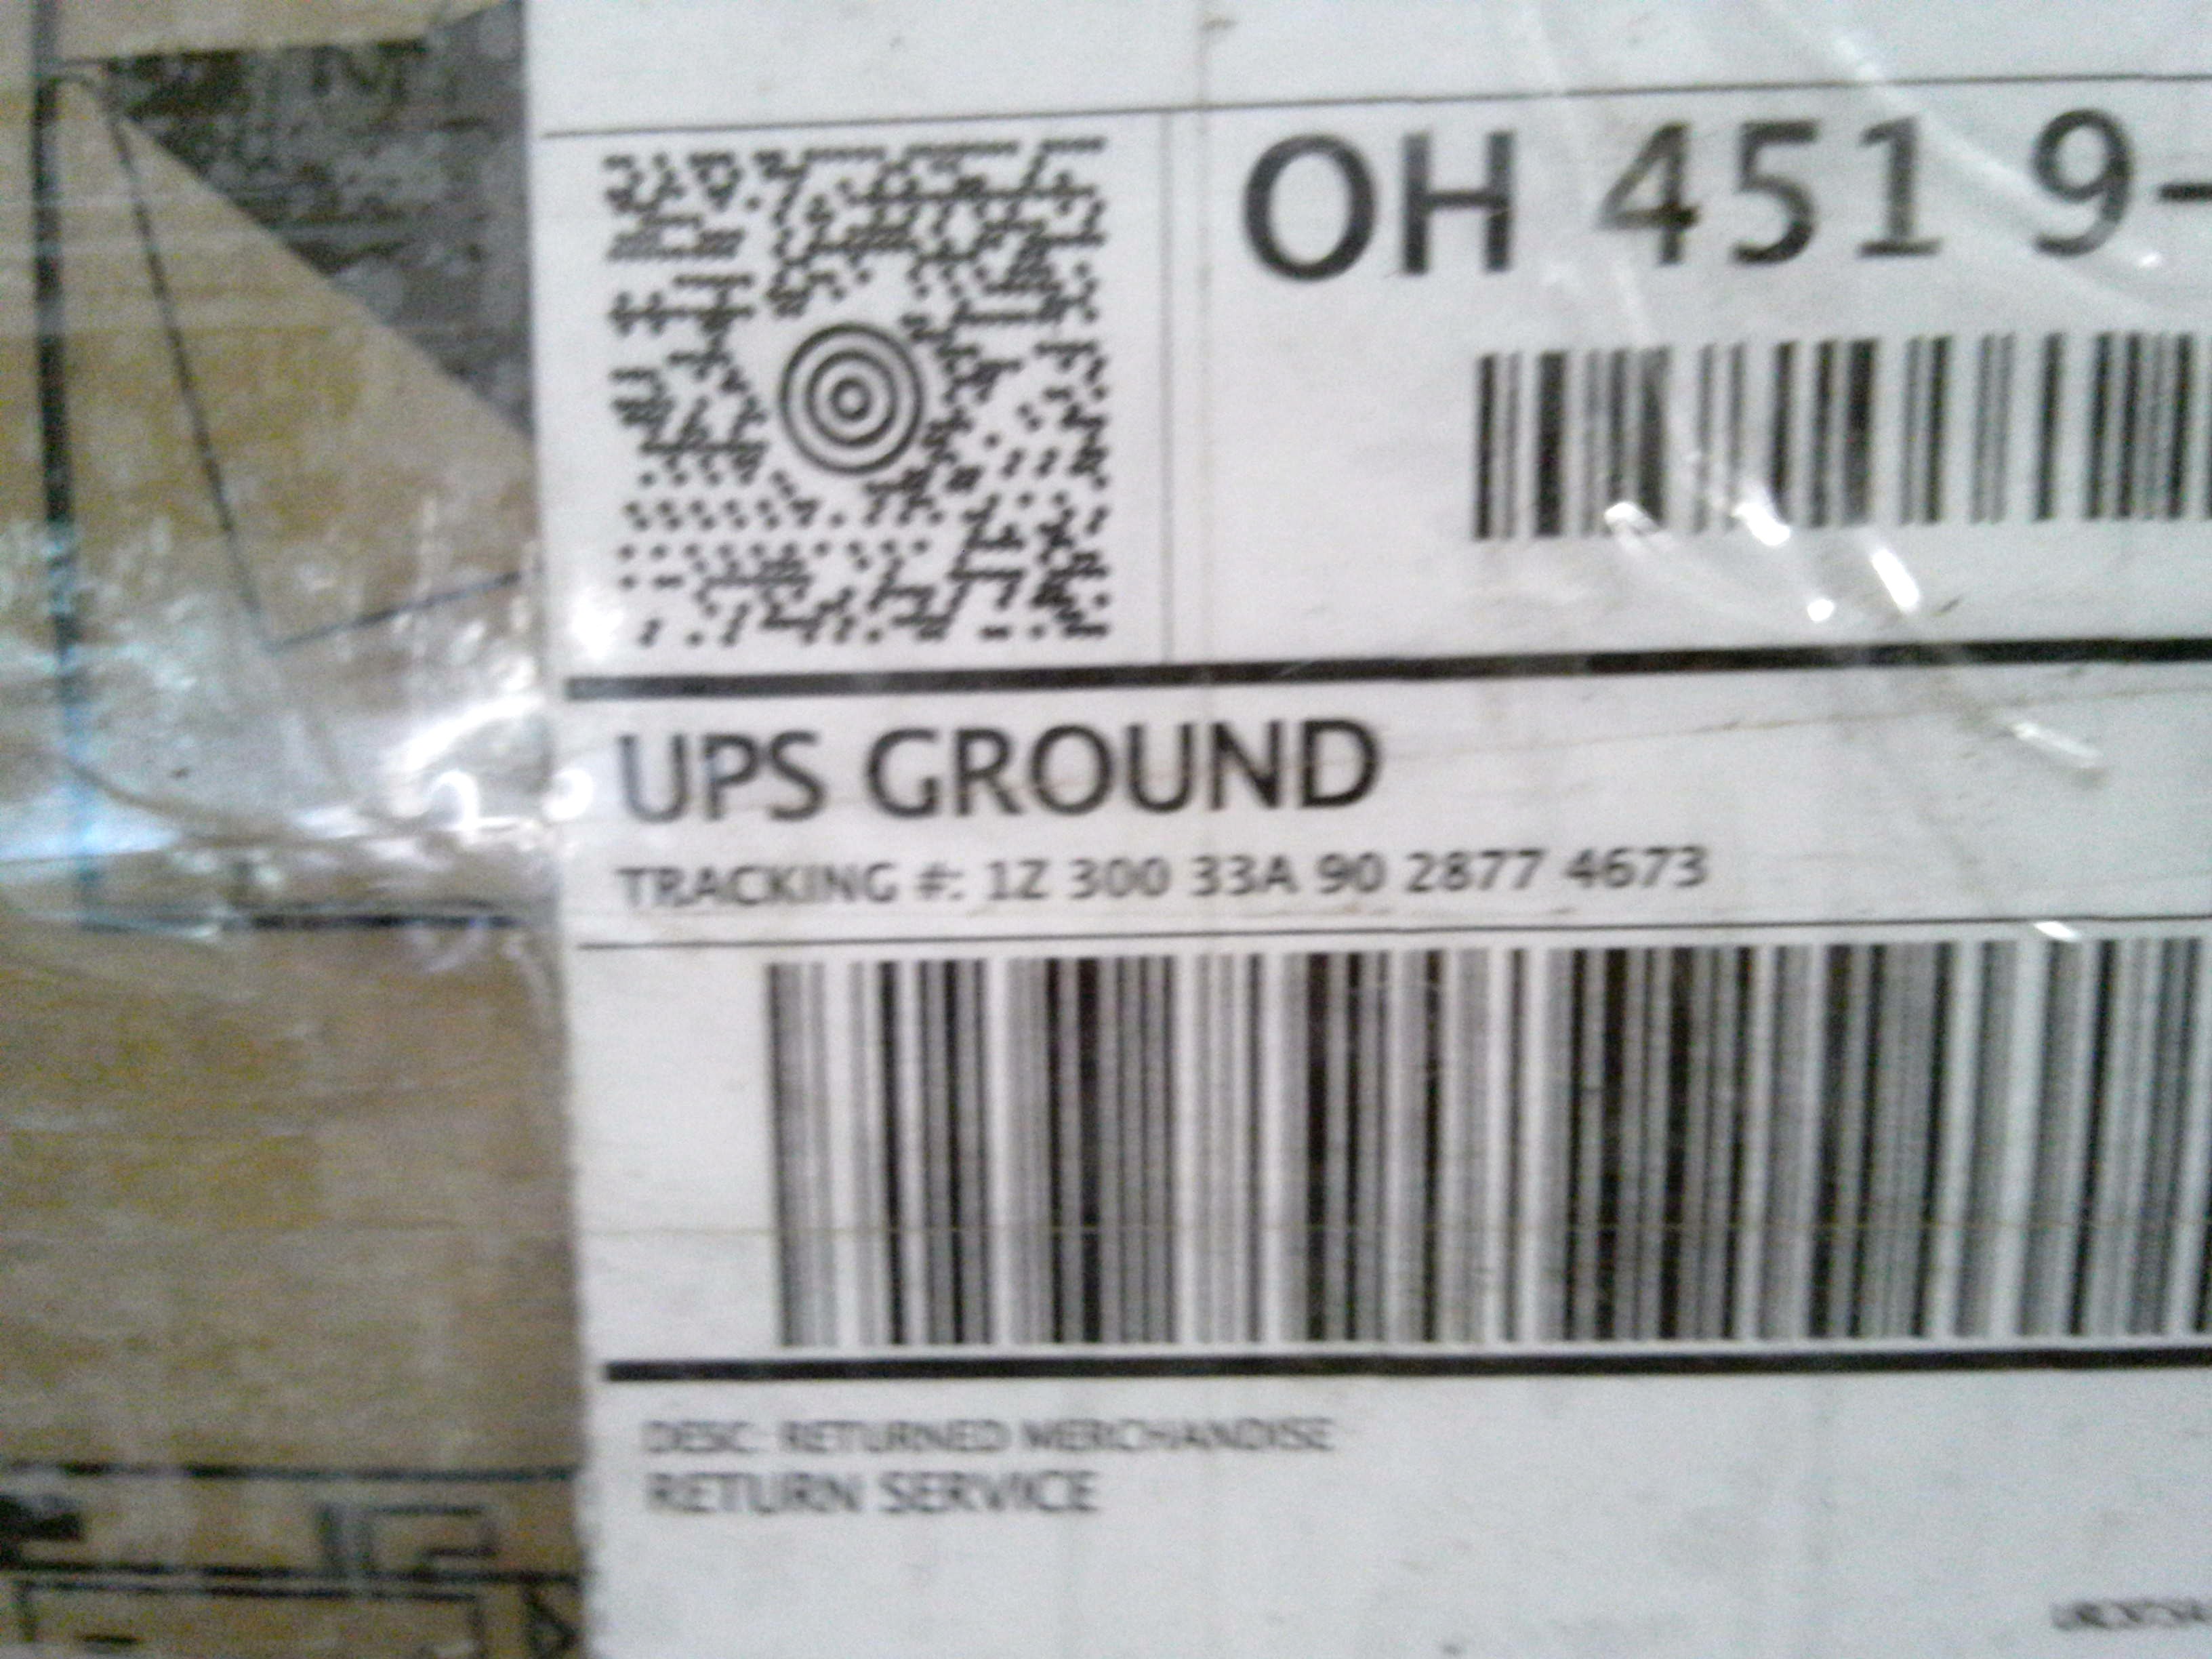 OH 451 9-
UPS GROUND
TRACKING #: 1Z 300 33A 90 2877 4673
DESC: RETURNED MERCHANDISE
RETURN SERVICE